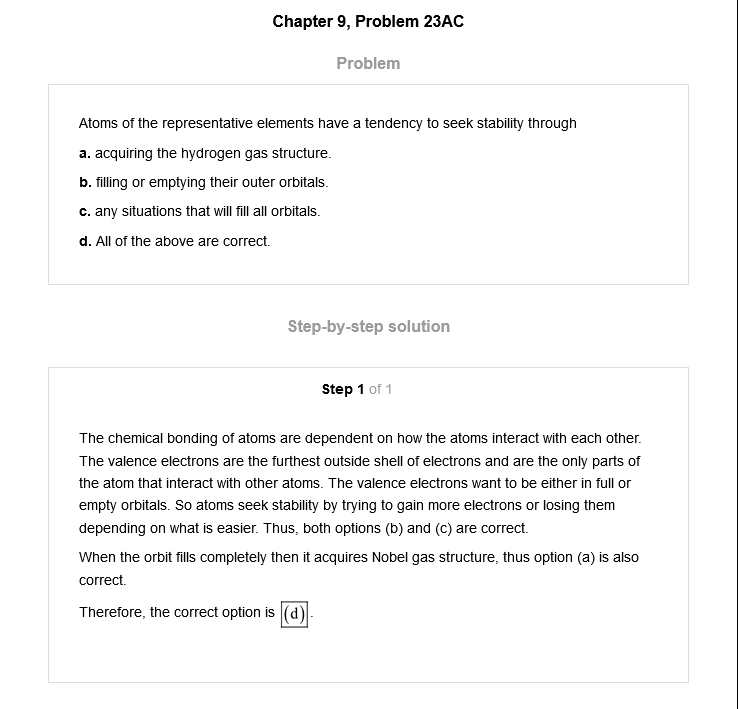 Chapter 9, Problem 23AC
Problem
Atoms of the representative elements have a tendency to seek stability through
a. acquiring the hydrogen gas structure.
b. filling or emptying their outer orbitals.
c. any situations that will fill all orbitals.
d. All of the above are correct.
Step-by-step solution
Step 1 of 1
The chemical bonding of atoms are dependent on how the atoms interact with each other.
The valence electrons are the furthest outside shell of electrons and are the only parts of
the atom that interact with other atoms. The valence electrons want to be either in full or
empty orbitals. So atoms seek stability by trying to gain more electrons or losing them
depending on what is easier. Thus, both options (b) and (c) are correct.
When the orbit fills completely then it acquires Nobel gas structure, thus option (a) is also
correct.
Therefore, the correct option is (d).